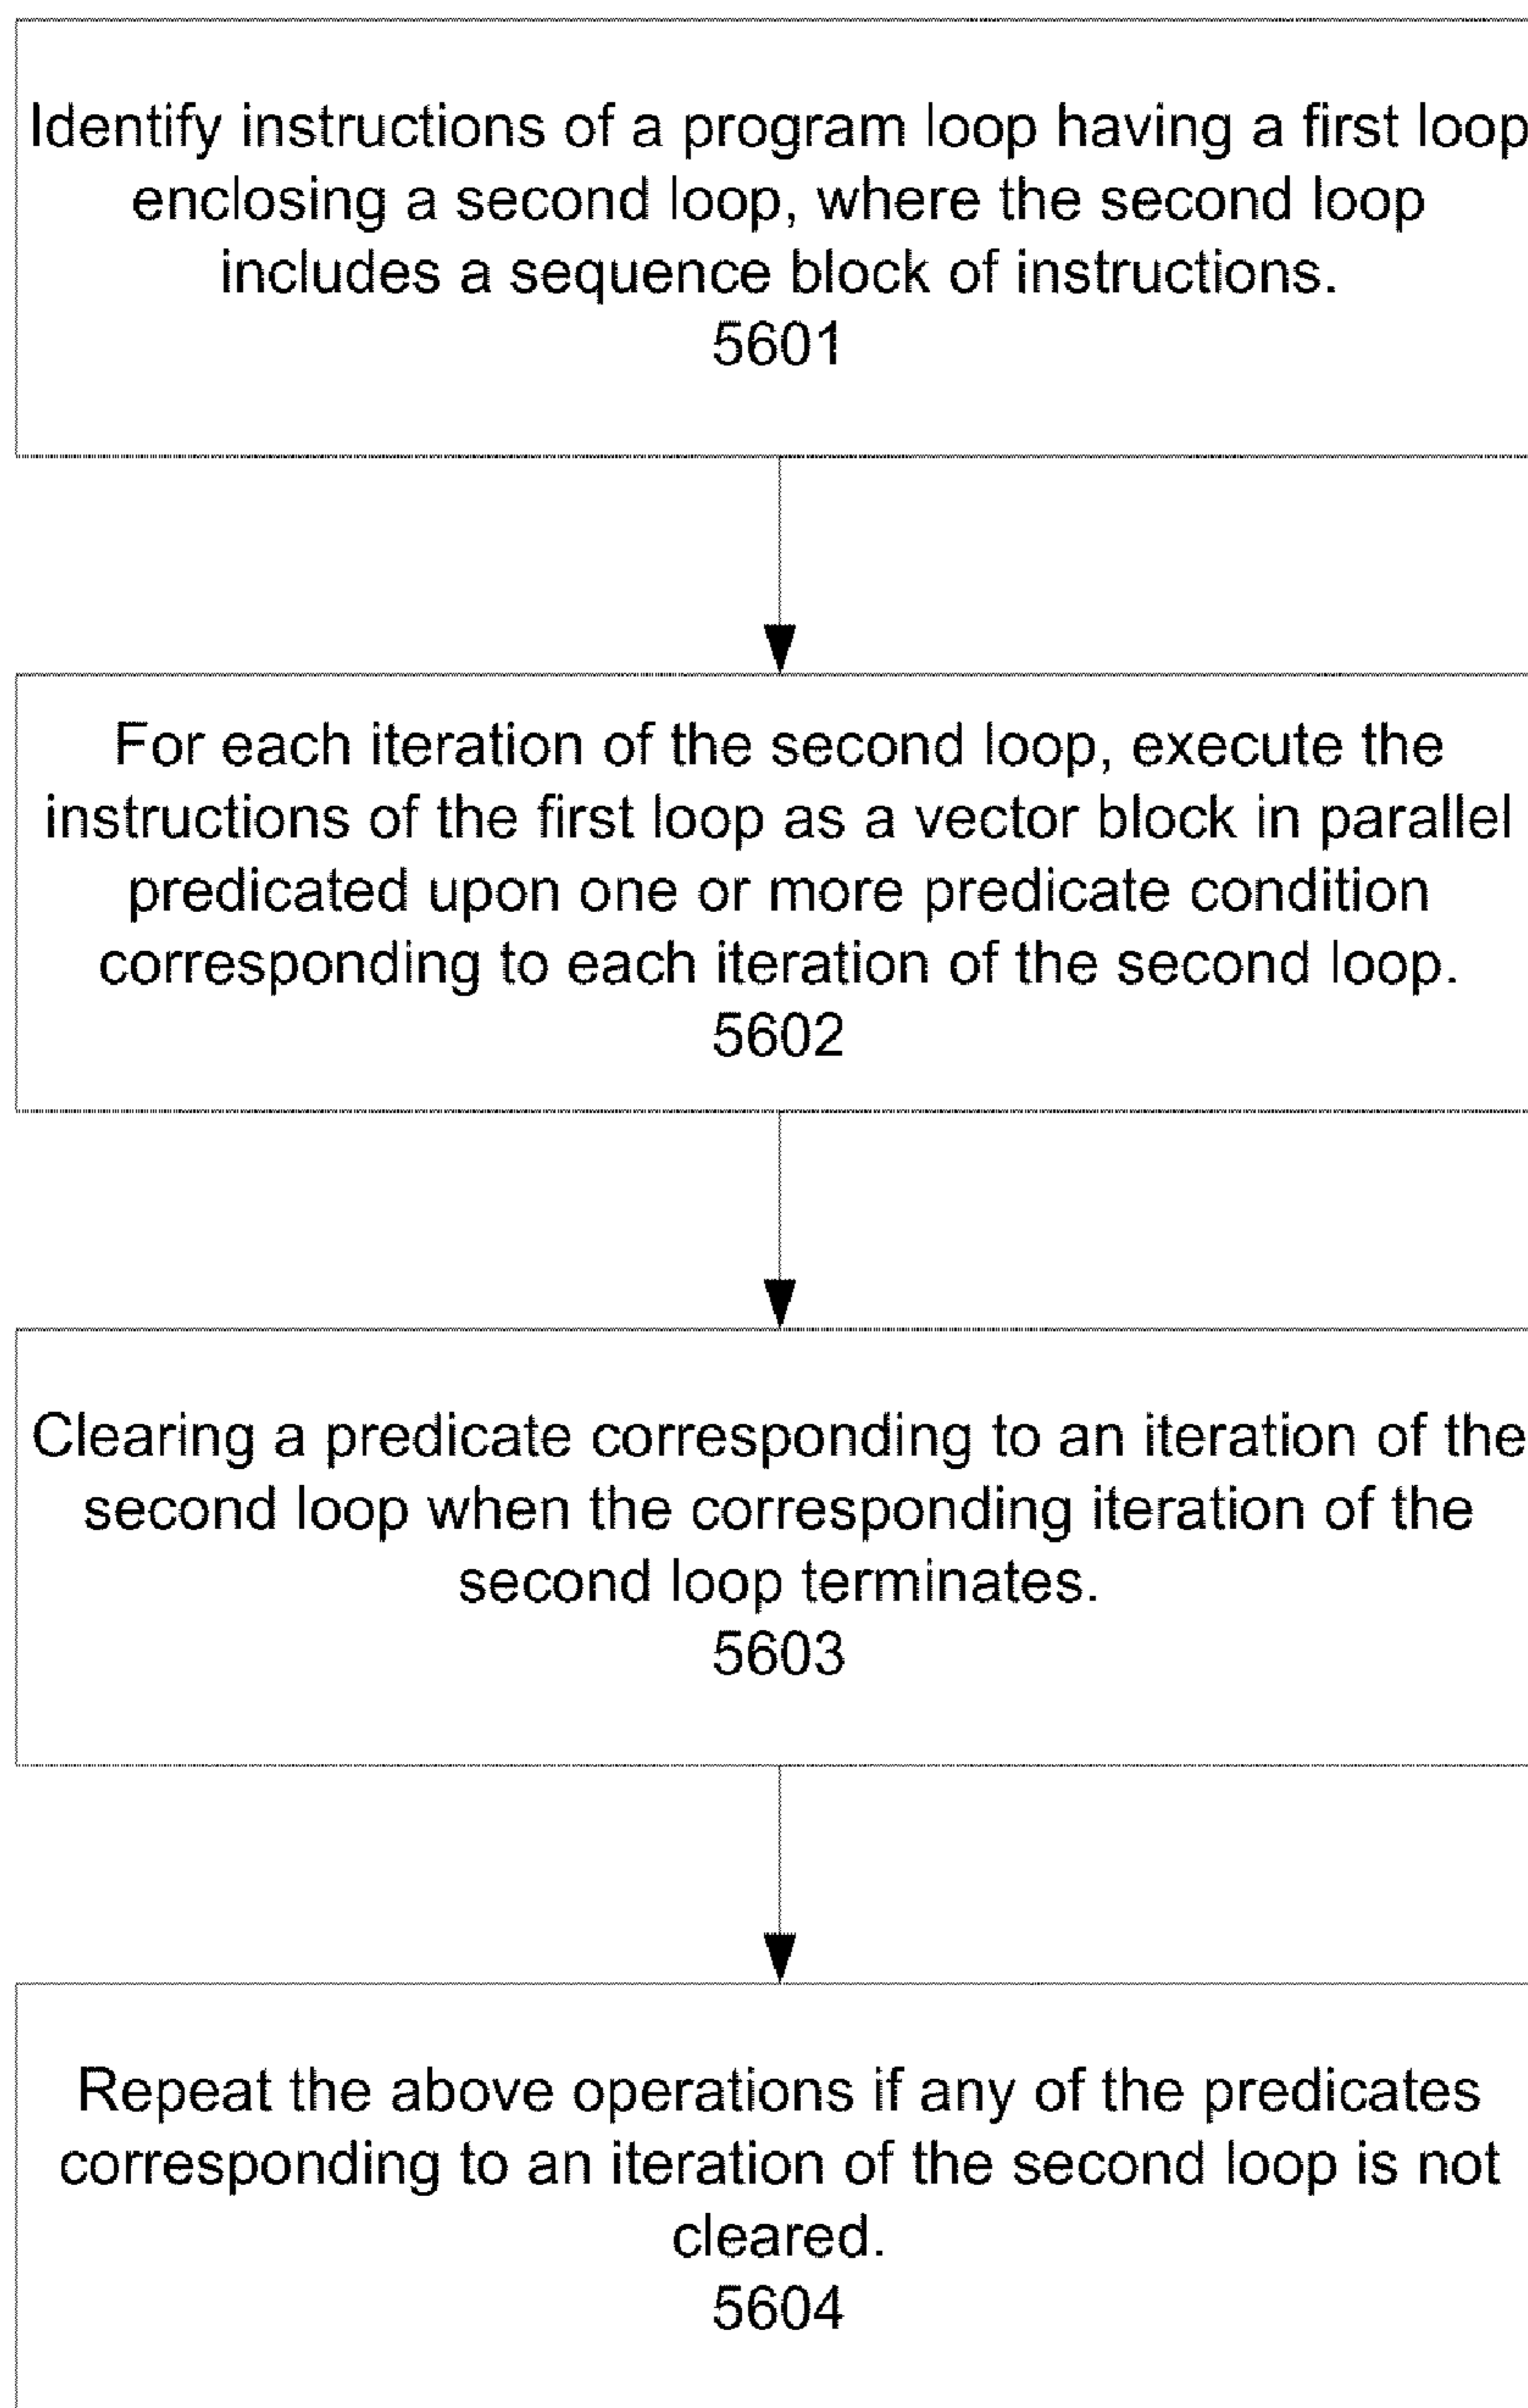 Identify instructions of a program loop having a first loop
enclosing a second loop, where the second loop
includes a sequence block of instructions.
5601
For each iteration of the second loop, execute the
instructions of the first loop as a vector block in parallel
predicated upon one or more predicate condition
corresponding to each iteration of the second loop.
5602
Clearing a predicate corresponding to an iteration of the
second loop when the corresponding iteration of the
second loop terminates.
5603
Repeat the above operations if any of the predicates
corresponding to an iteration of the second loop is not
cleared.
5604